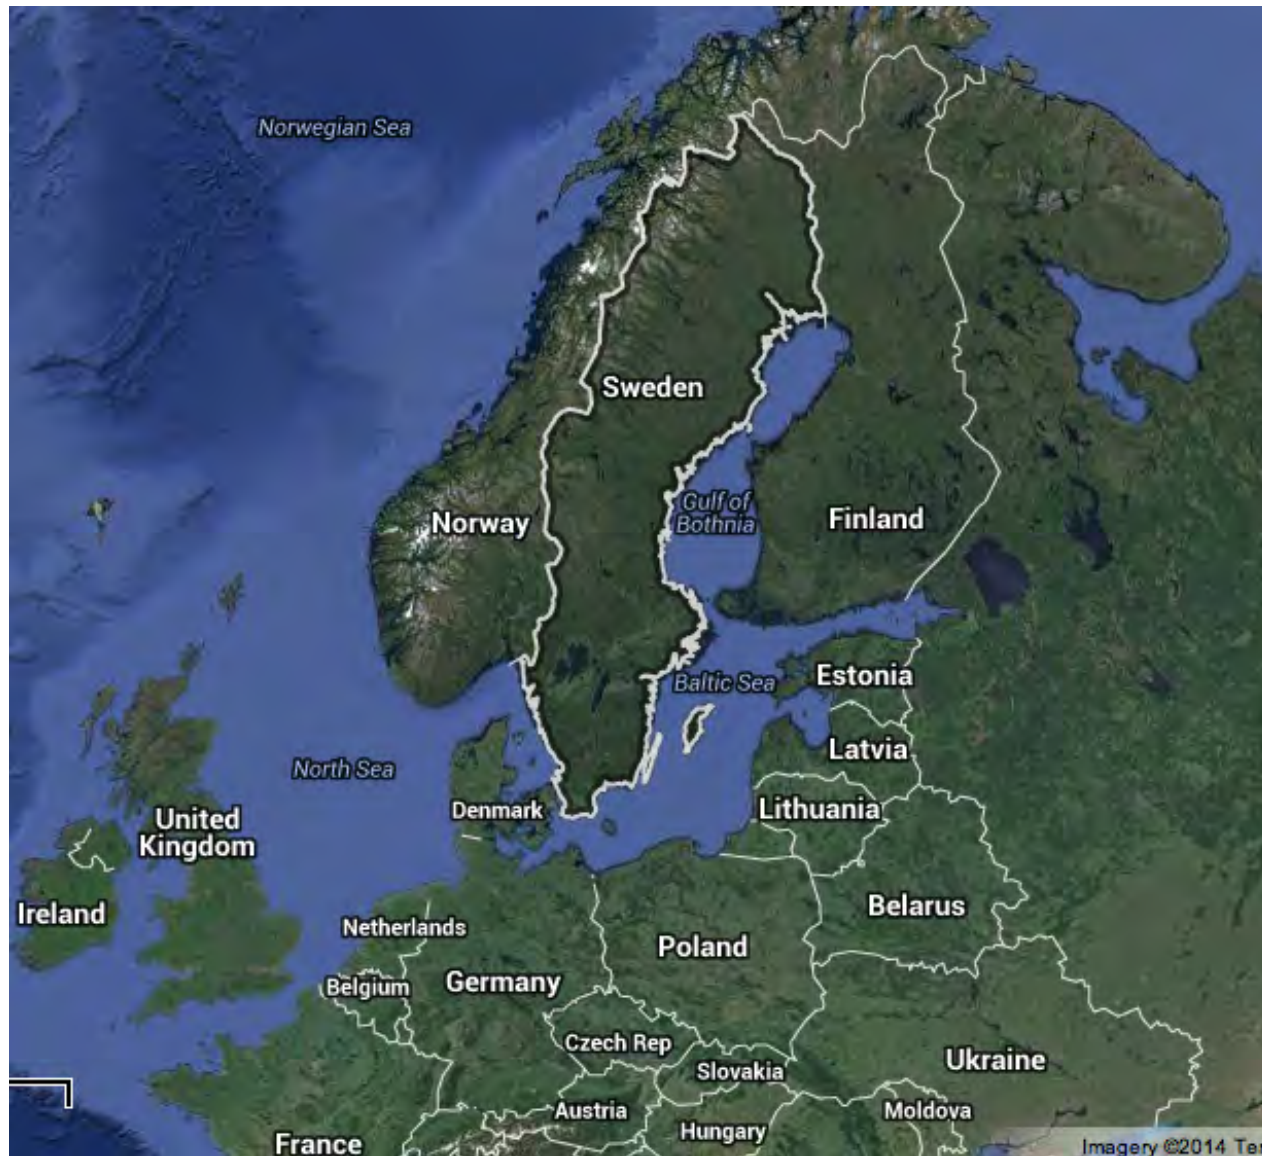 Norwegian Sea
Sweden
Gulf of
Bothnia
Norway
Finland
Baltic Sea
Estonia
Latvia
North Sea
Denmark
Lithuania
United
Kingdom
Ireland
Belarus
Netherlands
Poland
Germany
Belgium
Czech Rep
Ukraine
Slovakia
Austria
Moldova
Hungary
France
Imagery ©2014 Ter